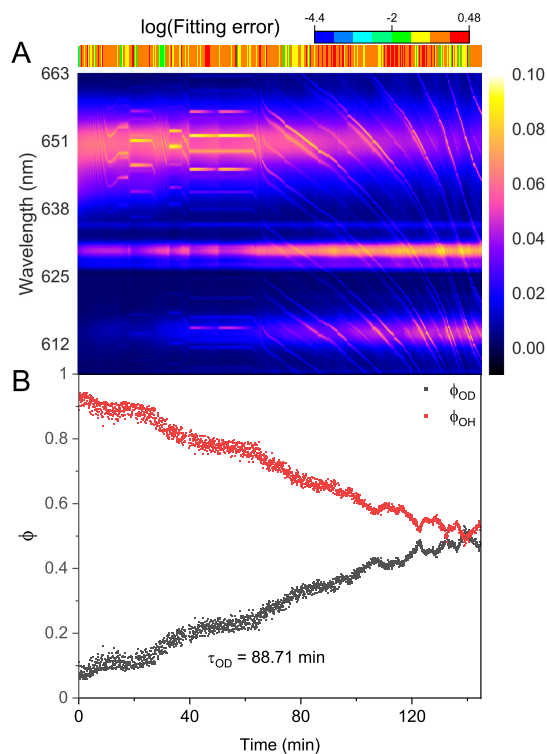 log(Fitting error)
-4.4 -2 0.48
A
663
651
638
625
612
Wavelength (nm)
0.10
0.08
0.06
0.04
0.02
0.00
B
1
0.8
0.6
0.4
0.2
0
ϕ
ϕOD
ϕOH
τOD = 88.71 min
0 40 80 120
Time (min)